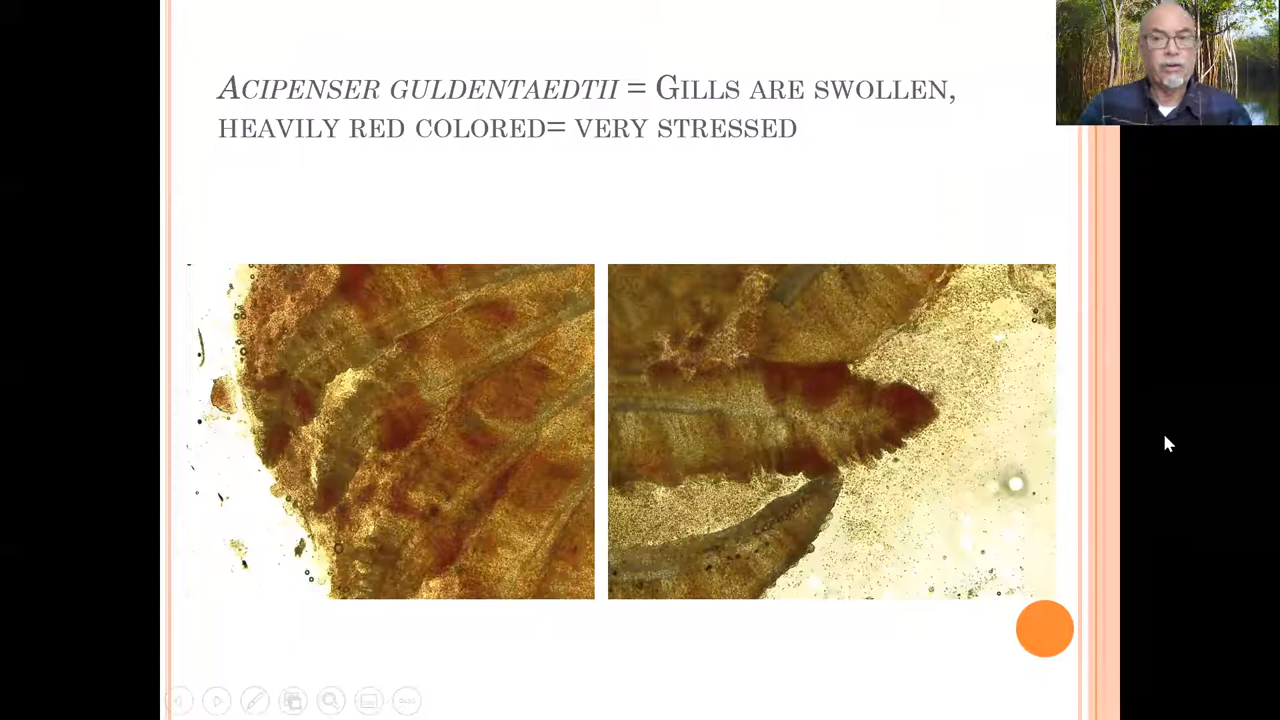 ACIPENSER GULDENTAEDTII = GILLS ARE SWOLLEN,
HEAVILY RED COLORED= VERY STRESSED